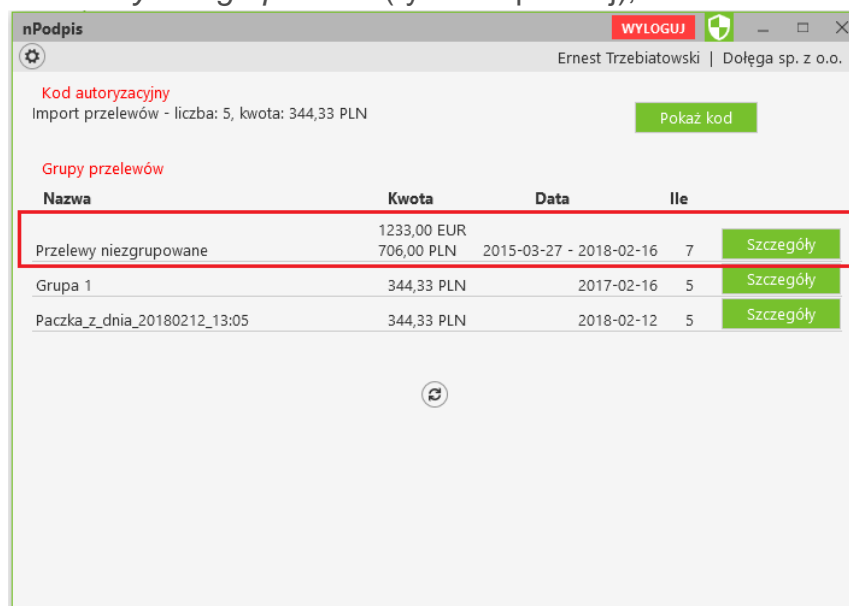 nPodpis WYLOGUJ
Ernest Trzebiatowski | Dołęga sp. z o.o.
Kod autoryzacyjny
Import przelewów - liczba: 5, kwota: 344,33 PLN
Pokaż kod
Grupy przelewów
Nazwa Kwota Data Ile
1233,00 EUR
Przelewy niezgrupowane 706,00 PLN 2015-03-27 - 2018-02-16 7 Szczegóły
Grupa 1 344,33 PLN 2017-02-16 5 Szczegóły
Paczka_z_dnia_20180212_13:05 344,33 PLN 2018-02-12 5 Szczegóły